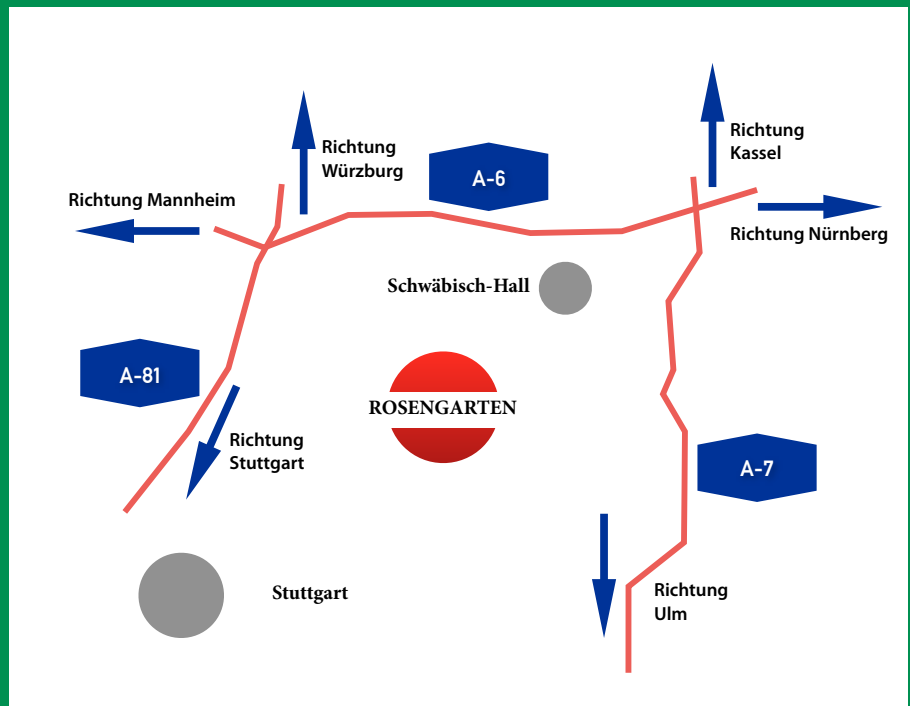 Richtung
Kassel
Richtung
Würzburg
A-6
Richtung Mannheim
Richtung Nürnberg
Schwäbisch-Hall
A-81
ROSENGARTEN
Richtung
Stuttgart
A-7
Stuttgart
Richtung
Ulm